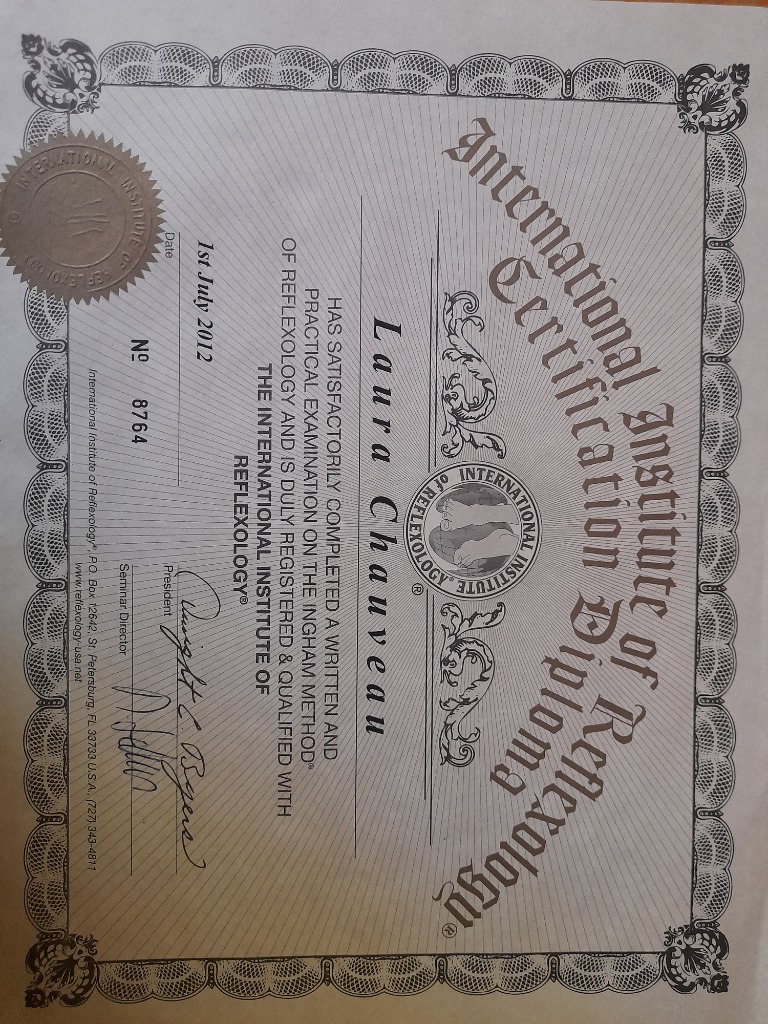 International Institute of Reflexology®
Certification Diploma
INTERNATIONAL INSTITUTE of REFLEXOLOGY® ®
Laura Chauveau
HAS SATISFACTORILY COMPLETED A WRITTEN AND
PRACTICAL EXAMINATION ON THE INGHAM METHOD®
OF REFLEXOLOGY AND IS DULY REGISTERED & QUALIFIED WITH
THE INTERNATIONAL INSTITUTE OF
REFLEXOLOGY®
1st July 2012
Date
Dwight C. Byers
President
Nº 8764
Seminar Director
International Institute of Reflexology®, P.O. Box 12642, St. Petersburg, FL 33733 U.S.A., (727) 343-4811
www.reflexology-usa.net
INTERNATIONAL INSTITUTE OF REFLEXOLOGY